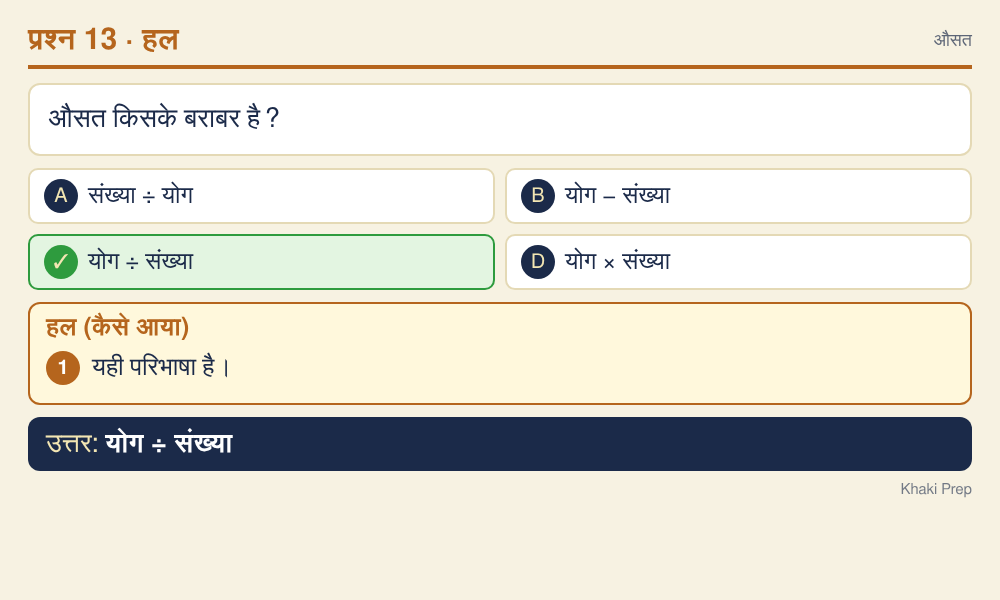 प्रश्न 13 · हल
औसत
औसत किसके बराबर है ?
A संख्या ÷ योग
B योग − संख्या
✓ योग ÷ संख्या
D योग × संख्या
हल (कैसे आया)
1 यही परिभाषा है।
उत्तर: योग ÷ संख्या
Khaki Prep